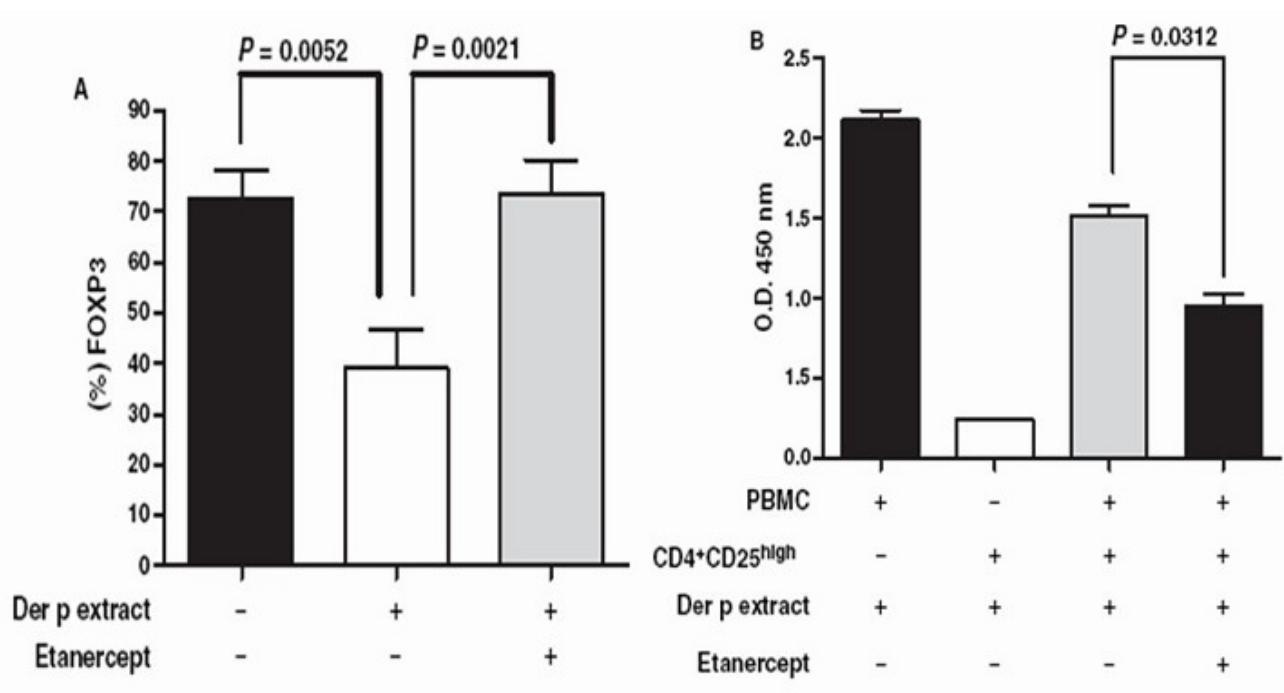 A
P = 0.0052 P = 0.0021
(%) FOXP3
90
80
70
60
50
40
30
20
10
0
Der p extract − + +
Etanercept − − +
B
P = 0.0312
O.D. 450 nm
2.5
2.0
1.5
1.0
1.5
0.0
PBMC + − + +
CD4⁺CD25ʰⁱᵍʰ − + + +
Der p extract + + + +
Etanercept − − − +